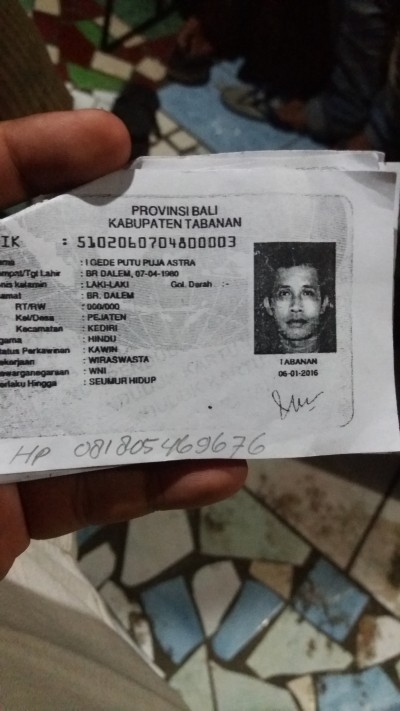 PROVINSI BALI
KABUPATEN TABANAN
IK : 5102060704800003
ama : I GEDE PUTU PUJA ASTRA
empat/Tgl Lahir : BR DALEM, 07-04-1980
enis kelamin : LAKI-LAKI Gol. Darah :-
amat : BR. DALEM
RT/RW : 000/000
Kel/Desa : PEJATEN
Kecamatan : KEDIRI
gama : HINDU
tatus Perkawinan : KAWIN
ekerjaan : WIRASWASTA
ewarganegaraan : WNI
erlaku Hingga : SEUMUR HIDUP
TABANAN
06-01-2016
HP 081805469676